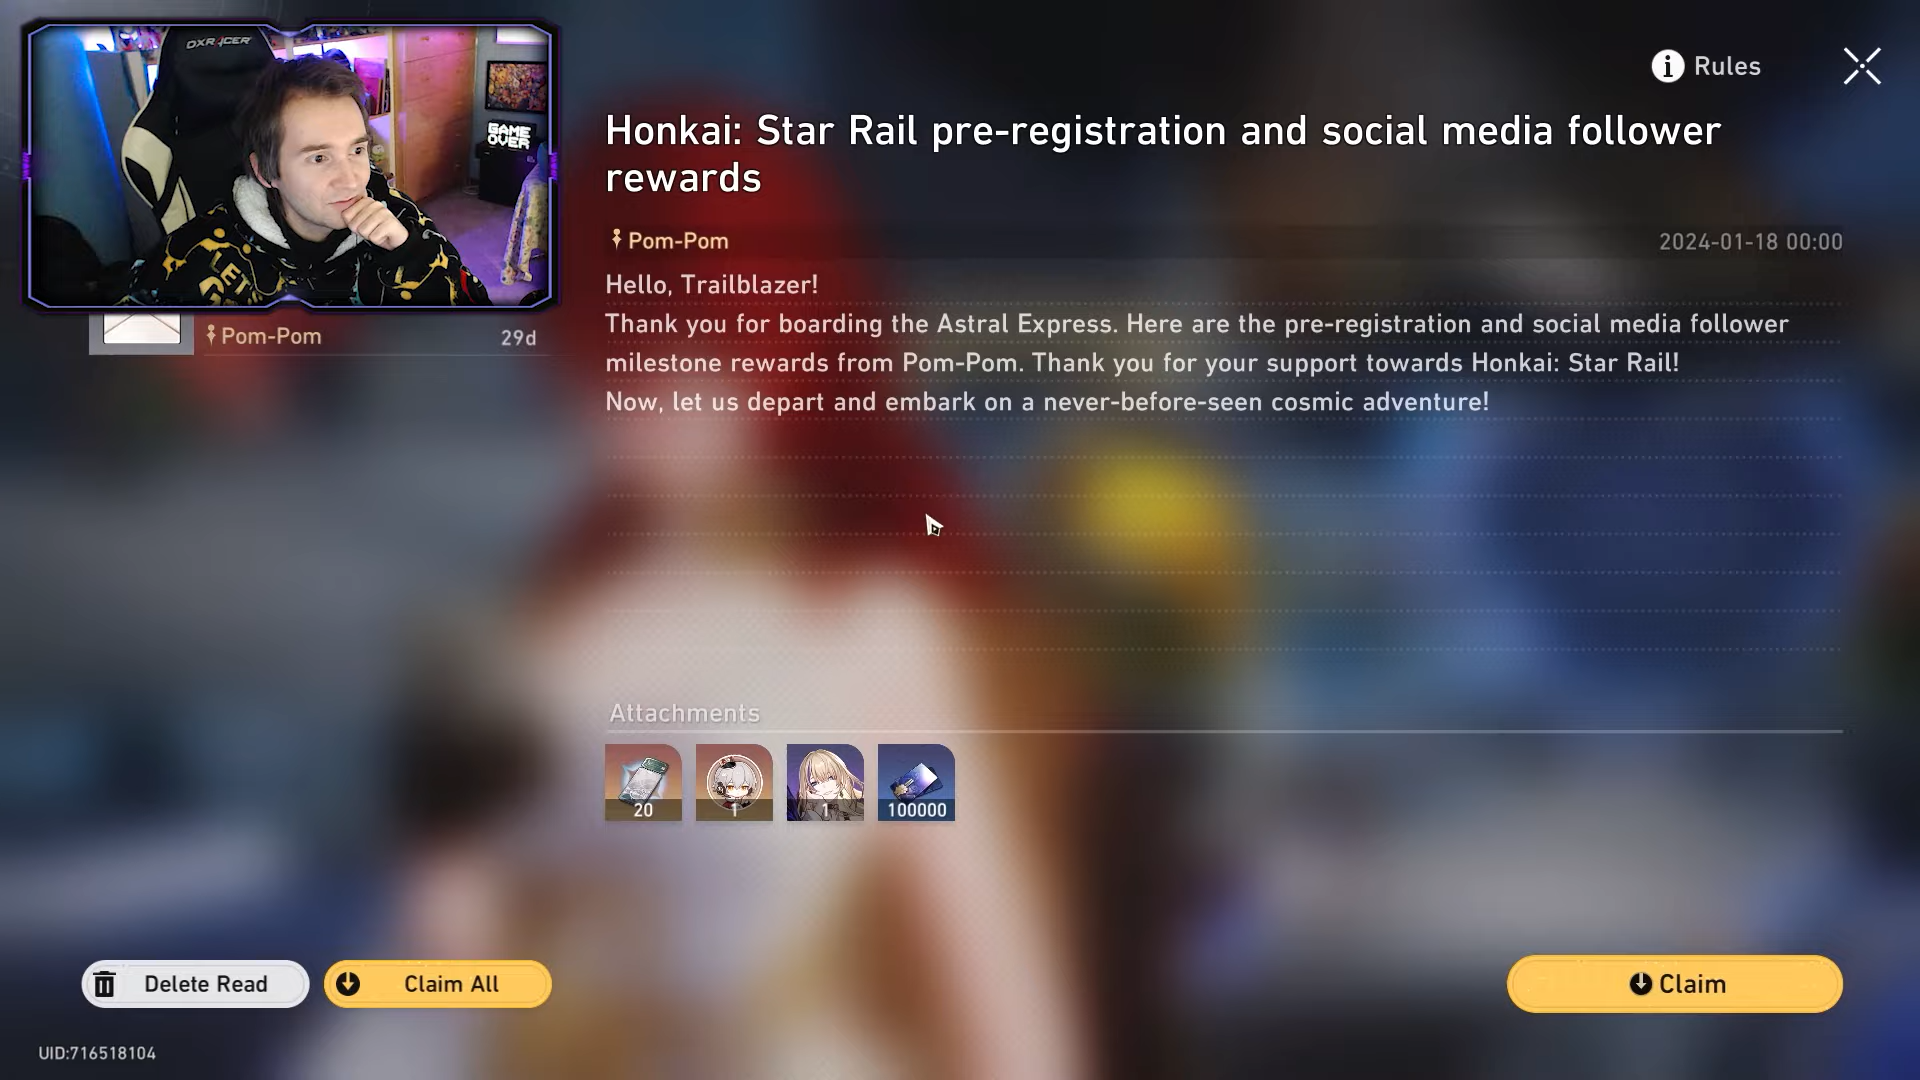 DXRACER
GAME
OVER
LET'S
Rules
Honkai: Star Rail pre-registration and social media follower
rewards
Pom-Pom
2024-01-18 00:00
Hello, Trailblazer!
Thank you for boarding the Astral Express. Here are the pre-registration and social media follower
milestone rewards from Pom-Pom. Thank you for your support towards Honkai: Star Rail!
Now, let us depart and embark on a never-before-seen cosmic adventure!
Pom-Pom
29d
Attachments
20
1
1
100000
Delete Read
Claim All
Claim
UID:716518104